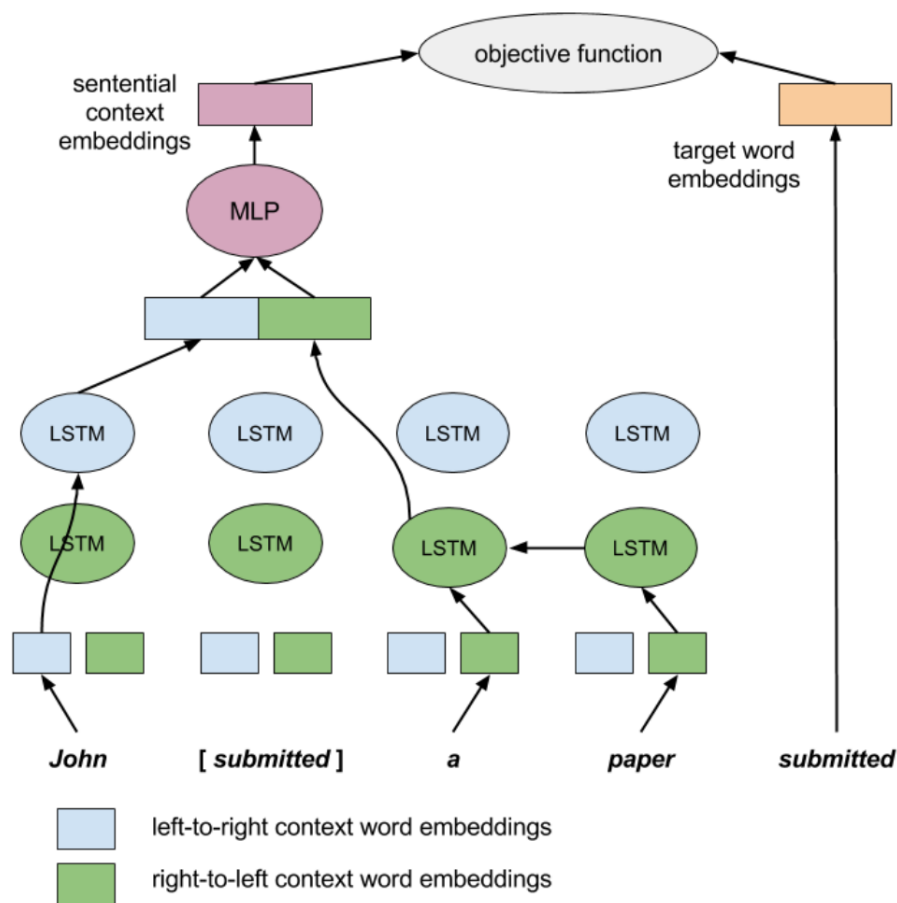 objective function
sentential
context
embeddings
target word
embeddings
MLP
LSTM LSTM LSTM LSTM
LSTM LSTM LSTM LSTM
John [ submitted ] a paper submitted
left-to-right context word embeddings
right-to-left context word embeddings